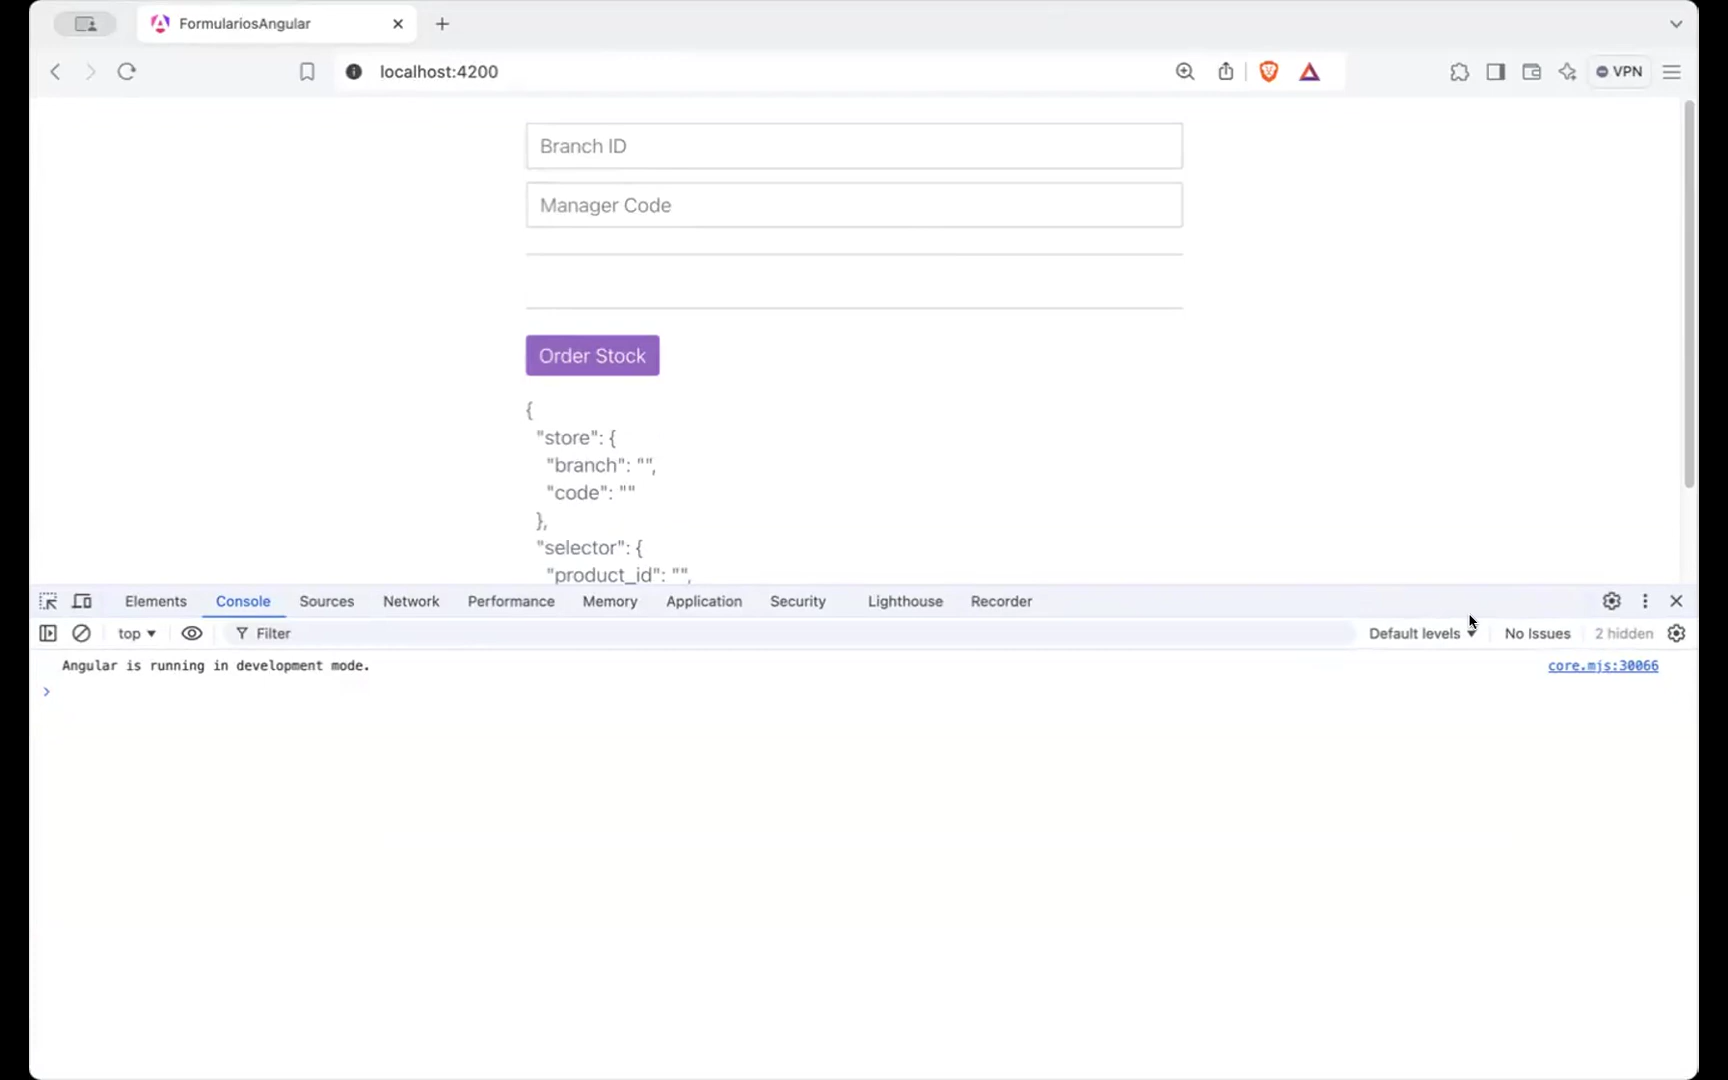 FormulariosAngular
localhost:4200
VPN
Branch ID
Manager Code
Order Stock
{
"store": {
"branch": "",
"code": ""
},
"selector": {
"product_id": "",
Elements Console Sources Network Performance Memory Application Security Lighthouse Recorder
top Filter Default levels No Issues 2 hidden
Angular is running in development mode. core.mjs:30066
>